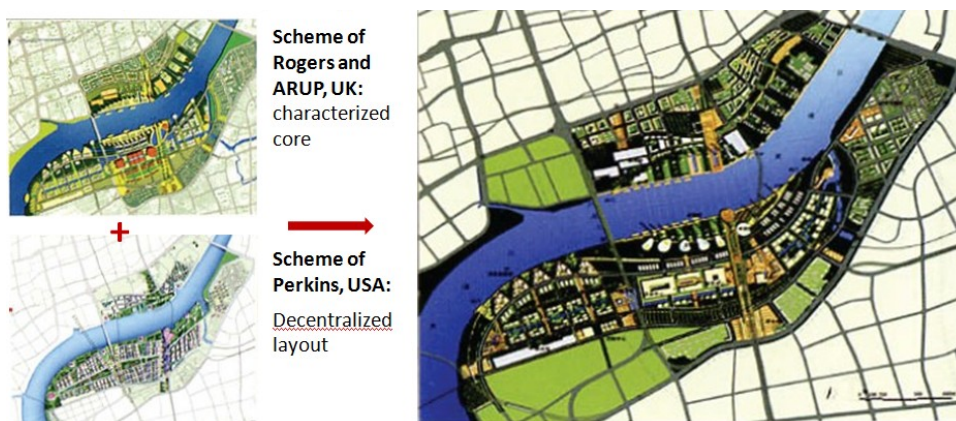 Scheme of
Rogers and
ARUP, UK:
characterized
core
+
Scheme of
Perkins, USA:
Decentralized
layout